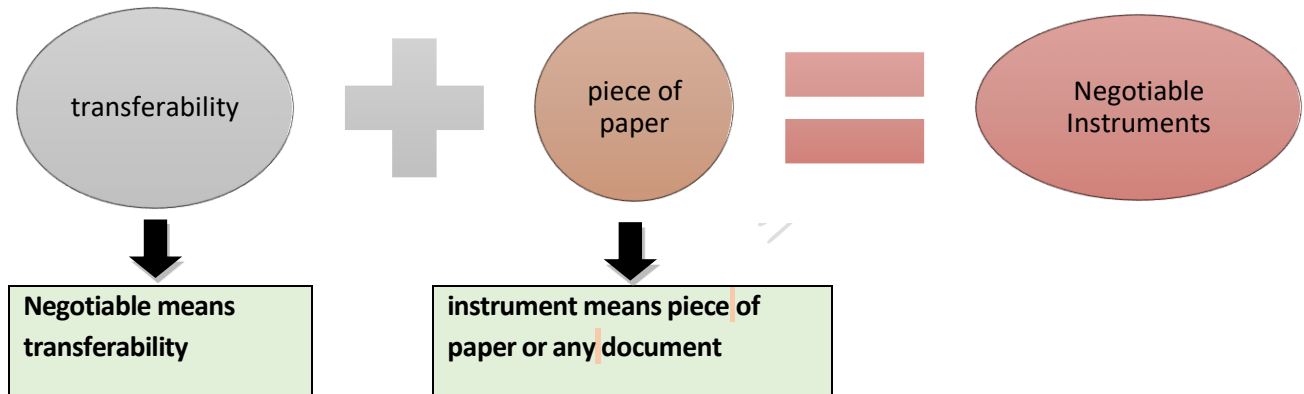 transferability
piece of
paper
Negotiable
Instruments
Negotiable means
transferability
instrument means piece of
paper or any document